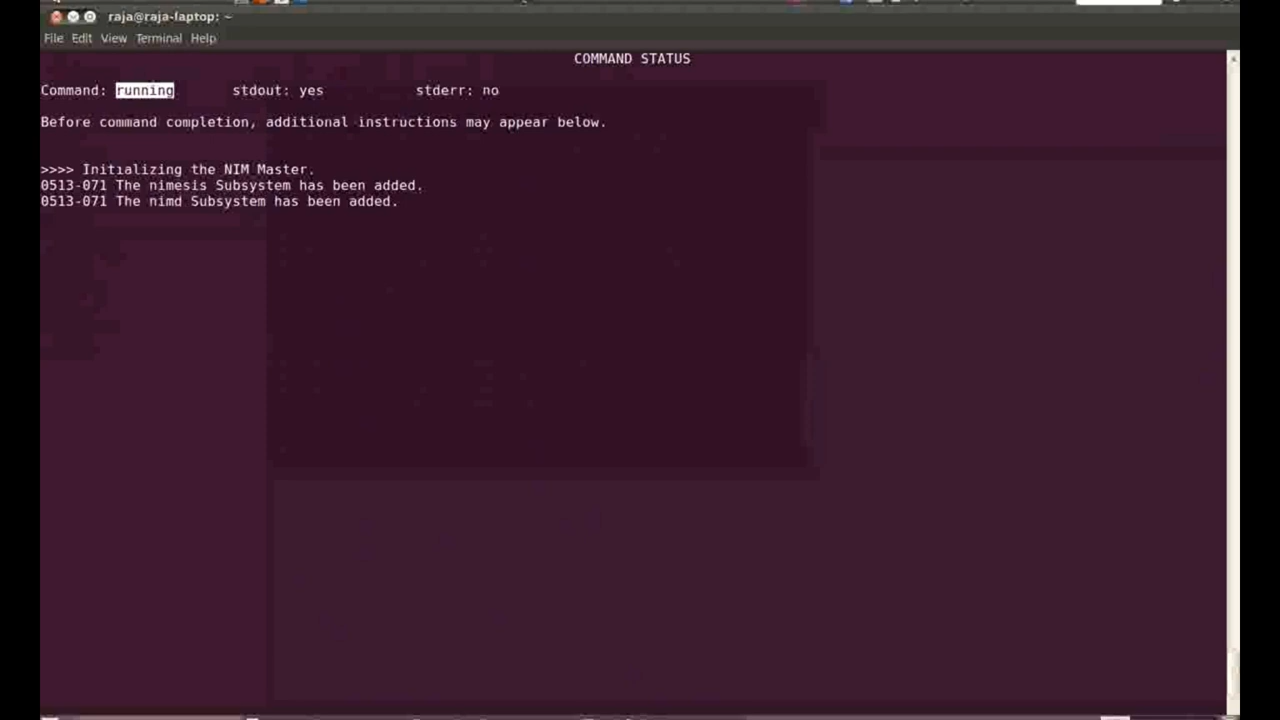 raja@raja-laptop: ~
File Edit View Terminal Help
COMMAND STATUS
Command: running stdout: yes stderr: no
Before command completion, additional instructions may appear below.
>>>> Initializing the NIM Master.
0513-071 The nimesis Subsystem has been added.
0513-071 The nimd Subsystem has been added.